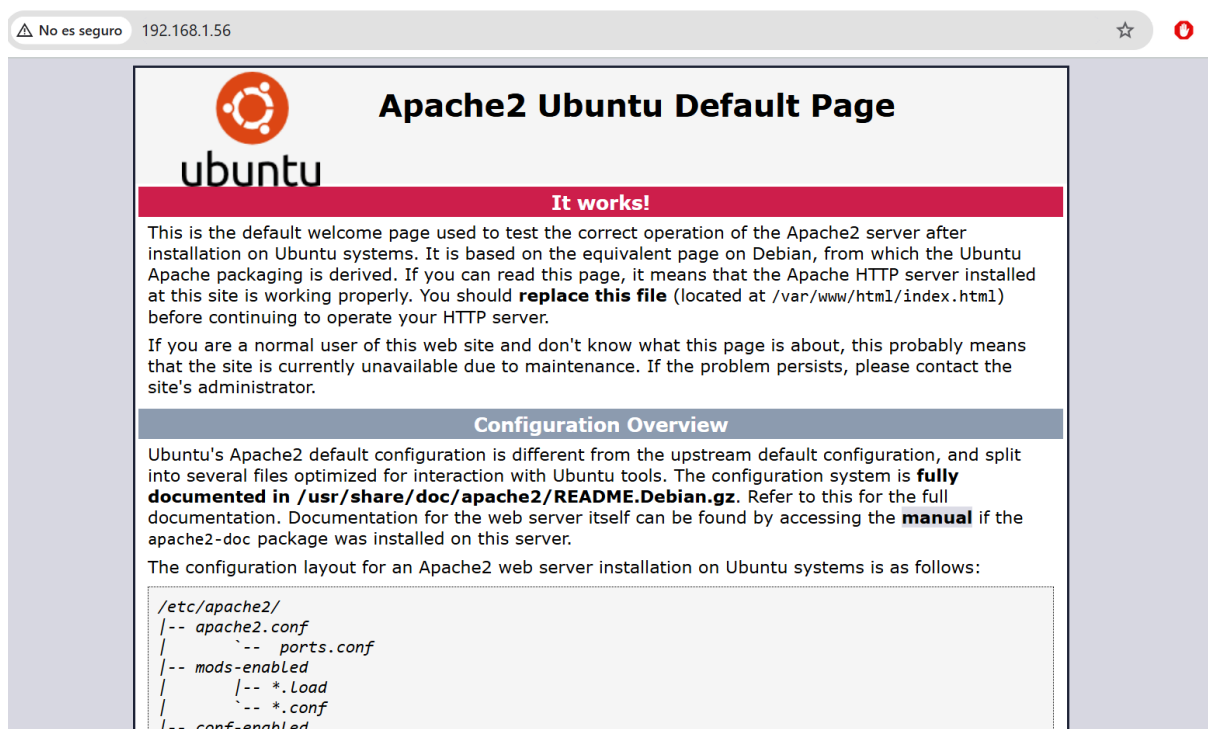 No es seguro 192.168.1.56
ubuntu
Apache2 Ubuntu Default Page
It works!
This is the default welcome page used to test the correct operation of the Apache2 server after
installation on Ubuntu systems. It is based on the equivalent page on Debian, from which the Ubuntu
Apache packaging is derived. If you can read this page, it means that the Apache HTTP server installed
at this site is working properly. You should replace this file (located at /var/www/html/index.html)
before continuing to operate your HTTP server.
If you are a normal user of this web site and don't know what this page is about, this probably means
that the site is currently unavailable due to maintenance. If the problem persists, please contact the
site's administrator.
Configuration Overview
Ubuntu's Apache2 default configuration is different from the upstream default configuration, and split
into several files optimized for interaction with Ubuntu tools. The configuration system is fully
documented in /usr/share/doc/apache2/README.Debian.gz. Refer to this for the full
documentation. Documentation for the web server itself can be found by accessing the manual if the
apache2-doc package was installed on this server.
The configuration layout for an Apache2 web server installation on Ubuntu systems is as follows:
/etc/apache2/
|-- apache2.conf
|       `--  ports.conf
|-- mods-enabled
|       |-- *.load
|       `-- *.conf
|-- conf-enabled